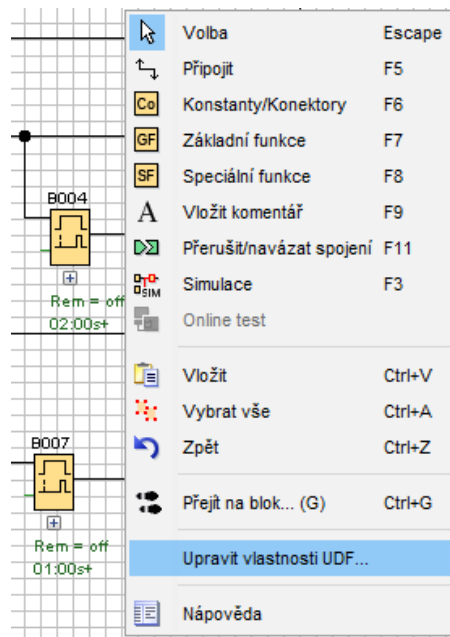 Volba Escape
Připojit F5
Co Konstanty/Konektory F6
GF Základní funkce F7
SF Speciální funkce F8
B004
A Vložit komentář F9
Přerušit/navázat spojení F11
SIM Simulace F3
Rem = off
02:00s+
Online test
Vložit Ctrl+V
Vybrat vše Ctrl+A
B007
Zpět Ctrl+Z
Přejít na blok... (G) Ctrl+G
Rem = off
01:00s+
Upravit vlastnosti UDF...
Nápověda